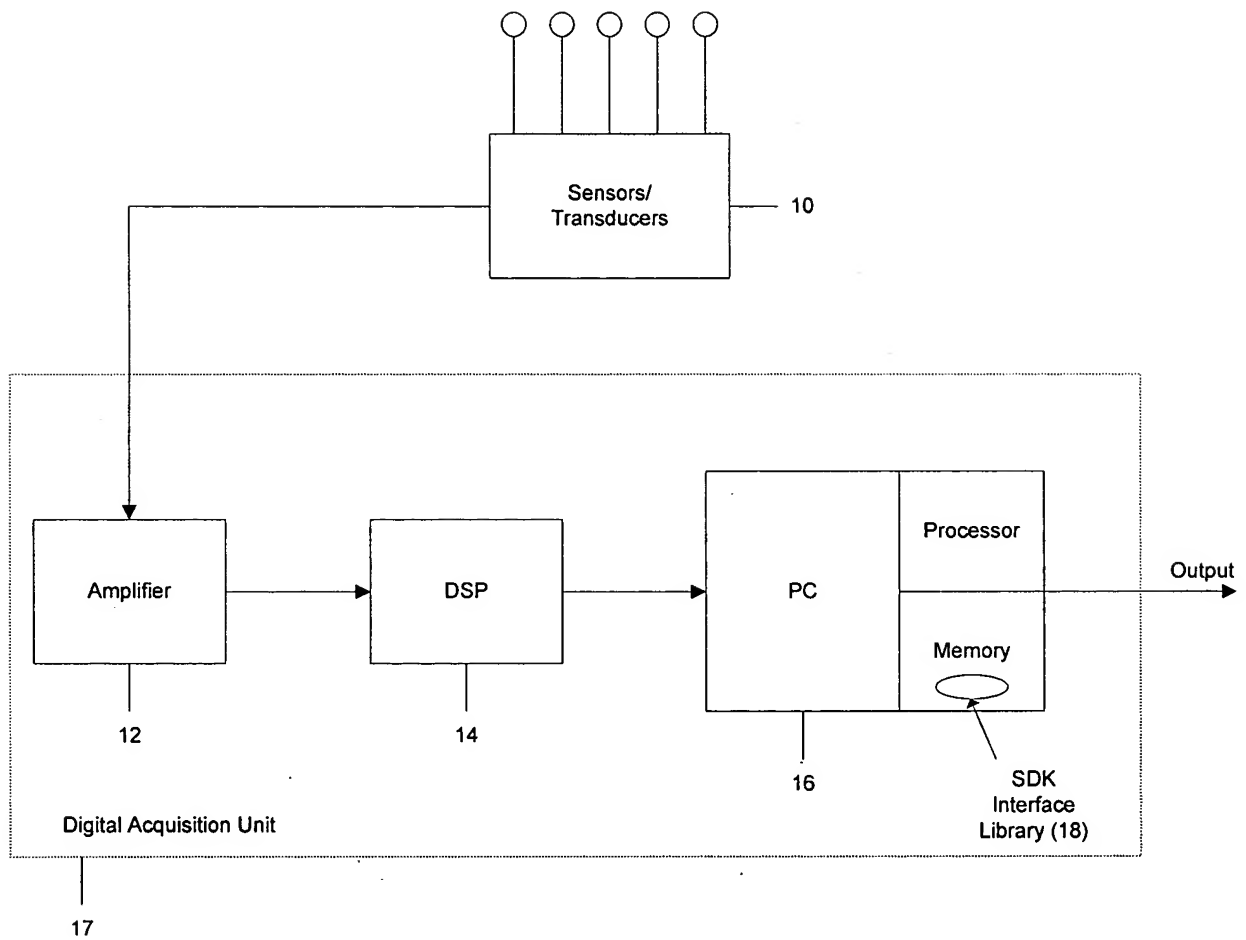 Sensors/
Transducers
10
Processor
Amplifier
DSP
PC
Output
Memory
12
14
16
SDK
Interface
Library (18)
Digital Acquisition Unit
17